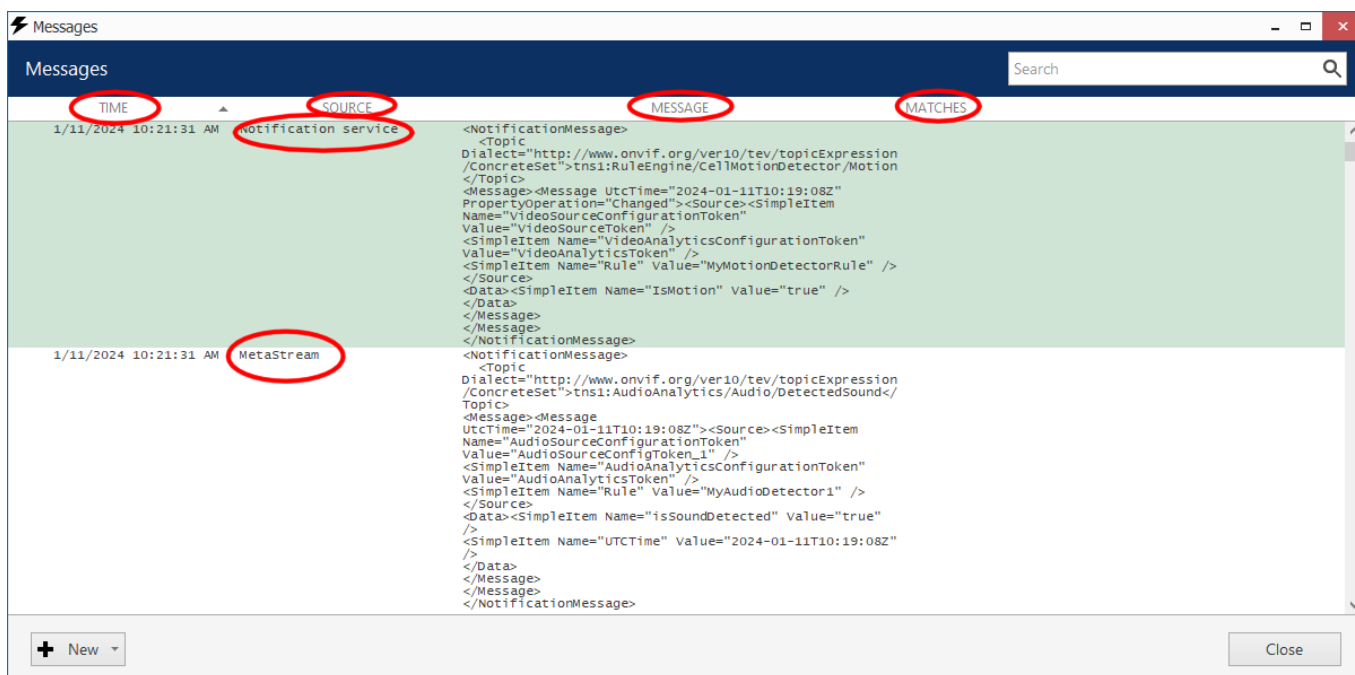 Messages
Messages
Search
TIME SOURCE MESSAGE MATCHES
1/11/2024 10:21:31 AM Notification service <NotificationMessage>
<Topic
Dialect="http://www.onvif.org/ver10/tev/topicExpression
/ConcreteSet">tns1:RuleEngine/CellMotionDetector/Motion
</Topic>
<Message><Message UtcTime="2024-01-11T10:19:08Z"
PropertyOperation="Changed"><Source><SimpleItem
Name="VideoSourceConfigurationToken"
Value="VideoSourceToken" />
<SimpleItem Name="VideoAnalyticsConfigurationToken"
Value="VideoAnalyticsToken" />
<SimpleItem Name="Rule" Value="MyMotionDetectorRule" />
</Source>
<Data><SimpleItem Name="IsMotion" Value="true" />
</Data>
</Message>
</Message>
</NotificationMessage>
1/11/2024 10:21:31 AM MetaStream <NotificationMessage>
<Topic
Dialect="http://www.onvif.org/ver10/tev/topicExpression
/ConcreteSet">tns1:AudioAnalytics/Audio/DetectedSound</
Topic>
<Message><Message
UtcTime="2024-01-11T10:19:08Z"><Source><SimpleItem
Name="AudioSourceConfigurationToken"
Value="AudioSourceConfigToken_1" />
<SimpleItem Name="AudioAnalyticsConfigurationToken"
Value="AudioAnalyticsToken" />
<SimpleItem Name="Rule" Value="MyAudioDetector1" />
</Source>
<Data><SimpleItem Name="isSoundDetected" Value="true"
/>
<SimpleItem Name="UTCTime" Value="2024-01-11T10:19:08Z"
/>
</Data>
</Message>
</Message>
</NotificationMessage>
New
Close